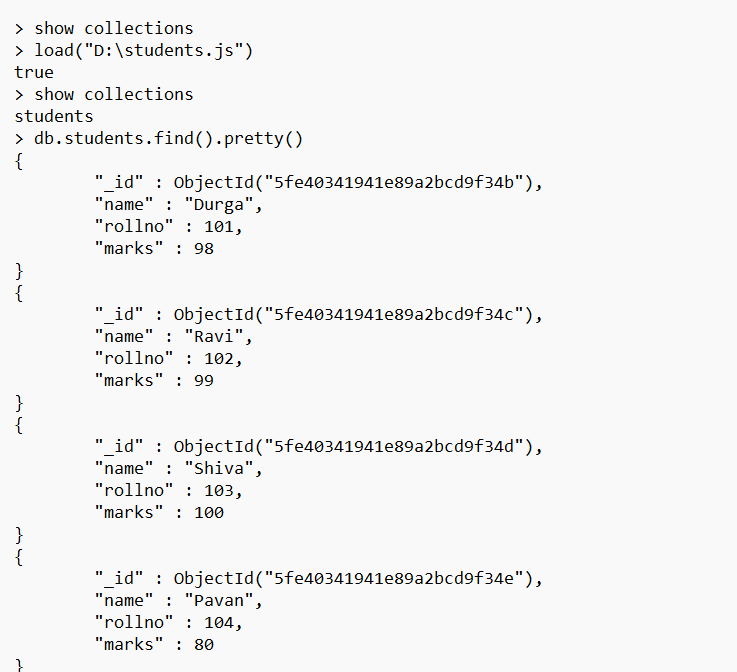 > show collections
> load("D:\students.js")
true
> show collections
students
> db.students.find().pretty()
{
"_id" : ObjectId("5fe40341941e89a2bcd9f34b"),
"name" : "Durga",
"rollno" : 101,
"marks" : 98
}
{
"_id" : ObjectId("5fe40341941e89a2bcd9f34c"),
"name" : "Ravi",
"rollno" : 102,
"marks" : 99
}
{
"_id" : ObjectId("5fe40341941e89a2bcd9f34d"),
"name" : "Shiva",
"rollno" : 103,
"marks" : 100
}
{
"_id" : ObjectId("5fe40341941e89a2bcd9f34e"),
"name" : "Pavan",
"rollno" : 104,
"marks" : 80
}